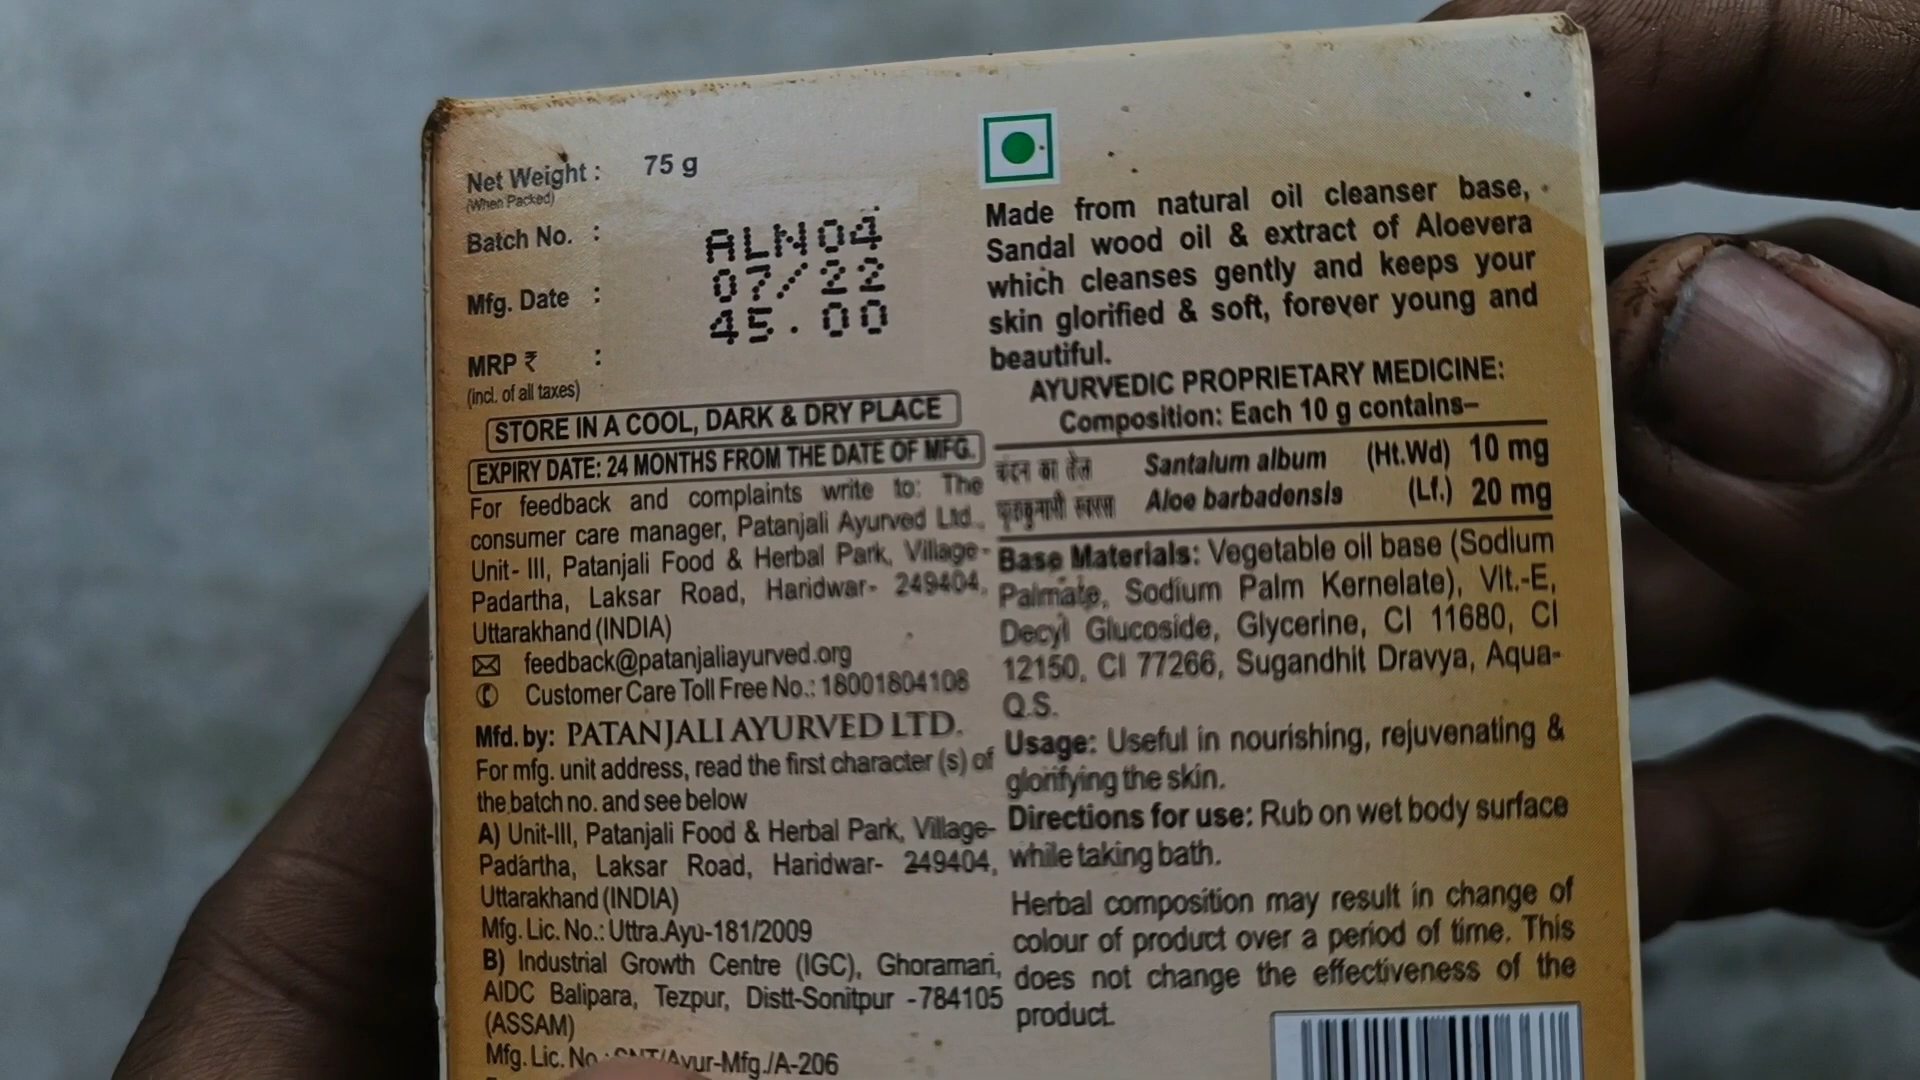 Net Weight : 75 g
(When Packed)
Batch No. : ALN04
Mfg. Date : 07/22
MRP ₹ : 45.00
(incl. of all taxes)
STORE IN A COOL, DARK & DRY PLACE
EXPIRY DATE: 24 MONTHS FROM THE DATE OF MFG.
For feedback and complaints write to: The
consumer care manager, Patanjali Ayurved Ltd.,
Unit- III, Patanjali Food & Herbal Park, Village-
Padartha, Laksar Road, Haridwar- 249404,
Uttarakhand (INDIA)
feedback@patanjaliayurved.org
Customer Care Toll Free No.: 18001804108
Mfd. by: PATANJALI AYURVED LTD.
For mfg. unit address, read the first character (s) of
the batch no. and see below
A) Unit-III, Patanjali Food & Herbal Park, Village-
Padartha, Laksar Road, Haridwar- 249404,
Uttarakhand (INDIA)
Mfg. Lic. No.: Uttra.Ayu-181/2009
B) Industrial Growth Centre (IGC), Ghoramari,
AIDC Balipara, Tezpur, Distt-Sonitpur -784105
(ASSAM)
Mfg. Lic. No.: /Ayur-Mfg./A-206
Made from natural oil cleanser base,
Sandal wood oil & extract of Aloevera
which cleanses gently and keeps your
skin glorified & soft, forever young and
beautiful.
AYURVEDIC PROPRIETARY MEDICINE:
Composition: Each 10 g contains–
चंदन का तेल Santalum album (Ht.Wd) 10 mg
घृतकुमारी स्वरस Aloe barbadensis (Lf.) 20 mg
Base Materials: Vegetable oil base (Sodium
Palmate, Sodium Palm Kernelate), Vit.-E,
Decyl Glucoside, Glycerine, CI 11680, CI
12150, CI 77266, Sugandhit Dravya, Aqua-
Q.S.
Usage: Useful in nourishing, rejuvenating &
glorifying the skin.
Directions for use: Rub on wet body surface
while taking bath.
Herbal composition may result in change of
colour of product over a period of time. This
does not change the effectiveness of the
product.